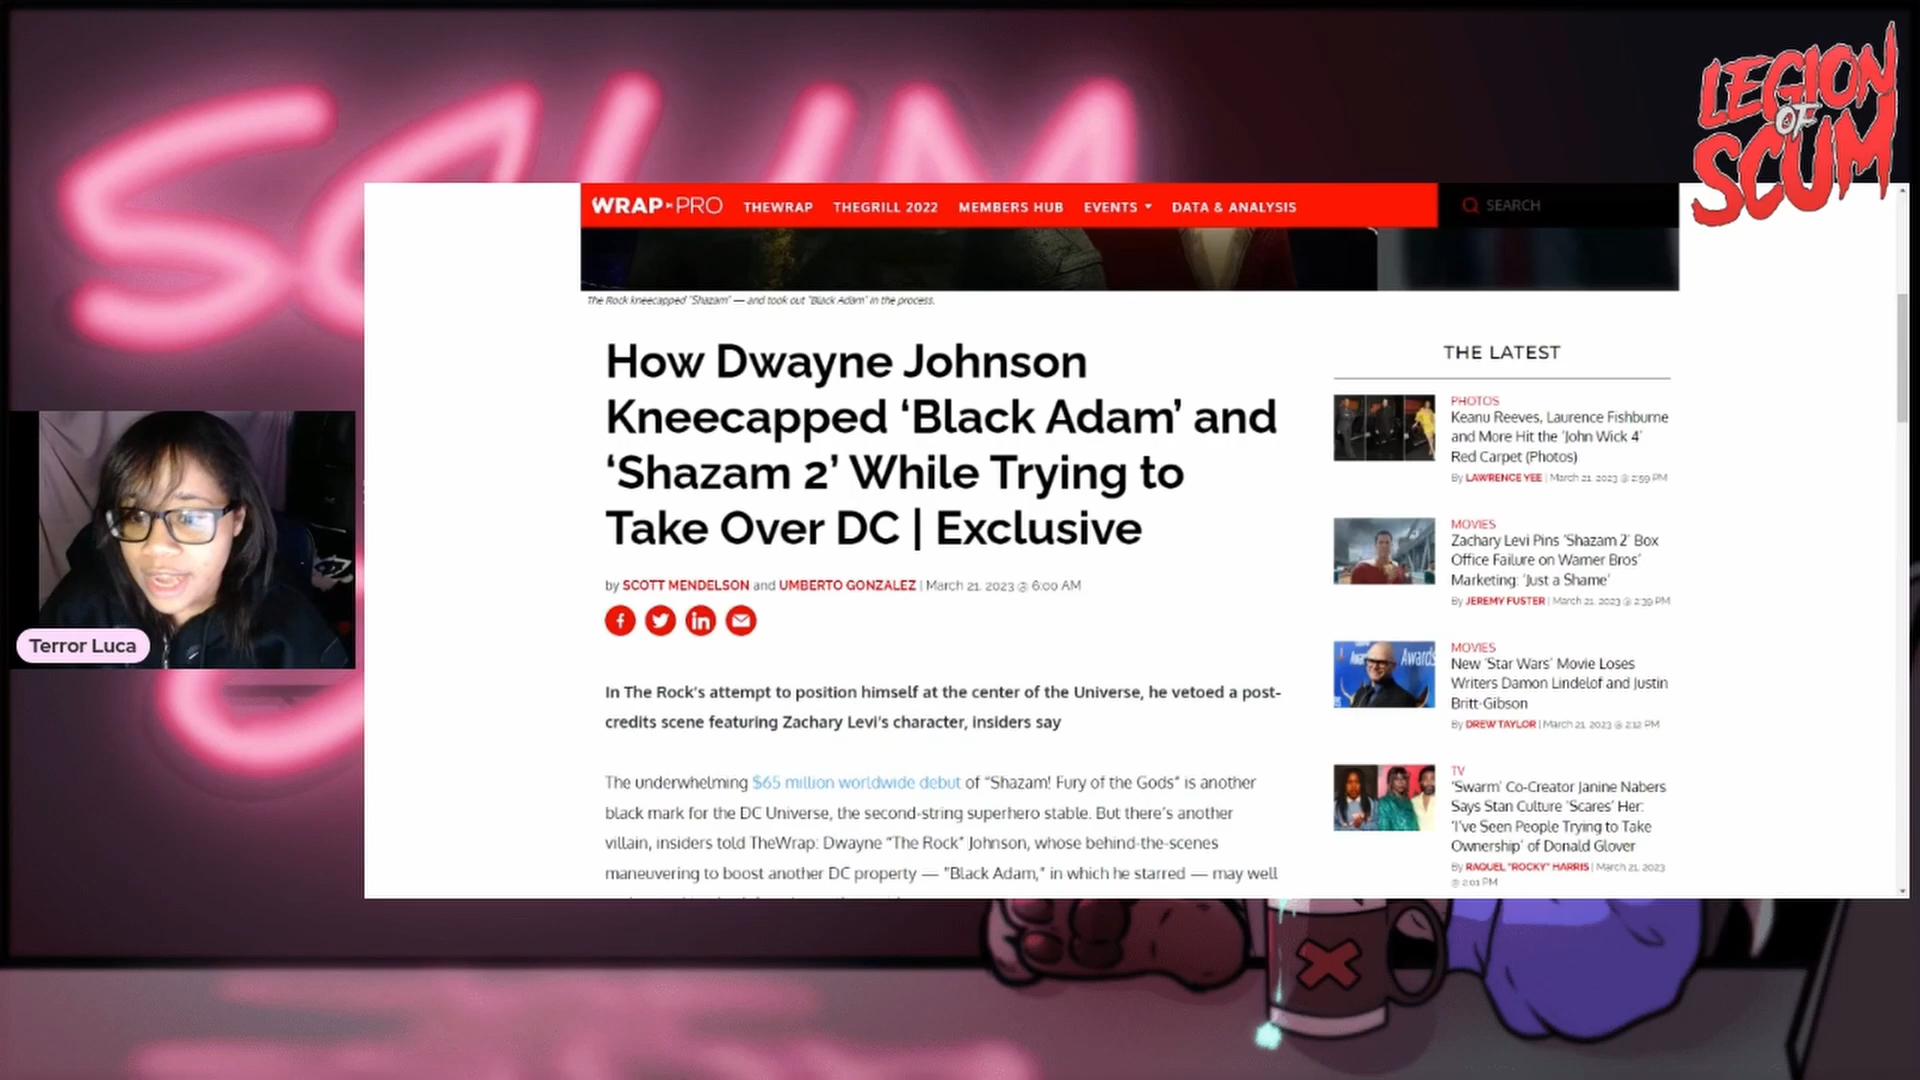 SCUM
LEGION
OF
SCUM
WRAP PRO THEWRAP THEGRILL 2022 MEMBERS HUB EVENTS DATA & ANALYSIS SEARCH
The Rock kneecapped "Shazam" — and took out "Black Adam" in the process.
How Dwayne Johnson
Kneecapped ‘Black Adam’ and
‘Shazam 2’ While Trying to
Take Over DC | Exclusive
by SCOTT MENDELSON and UMBERTO GONZALEZ | March 21, 2023 @ 6:00 AM
In The Rock's attempt to position himself at the center of the Universe, he vetoed a post-
credits scene featuring Zachary Levi's character, insiders say
The underwhelming $65 million worldwide debut of “Shazam! Fury of the Gods” is another
black mark for the DC Universe, the second-string superhero stable. But there's another
villain, insiders told TheWrap: Dwayne “The Rock” Johnson, whose behind-the-scenes
maneuvering to boost another DC property — "Black Adam," in which he starred — may well
THE LATEST
PHOTOS
Keanu Reeves, Laurence Fishburne
and More Hit the ‘John Wick 4’
Red Carpet (Photos)
By LAWRENCE YEE | March 21, 2023 @ 2:59 PM
MOVIES
Zachary Levi Pins ‘Shazam 2’ Box
Office Failure on Warner Bros’
Marketing: ‘Just a Shame’
By JEREMY FUSTER | March 21, 2023 @ 2:39 PM
Awards
MOVIES
New ‘Star Wars’ Movie Loses
Writers Damon Lindelof and Justin
Britt-Gibson
By DREW TAYLOR | March 21, 2023 @ 2:12 PM
TV
‘Swarm’ Co-Creator Janine Nabers
Says Stan Culture ‘Scares’ Her:
‘I’ve Seen People Trying to Take
Ownership’ of Donald Glover
By RAQUEL "ROCKY" HARRIS | March 21, 2023
@ 2:01 PM
Terror Luca